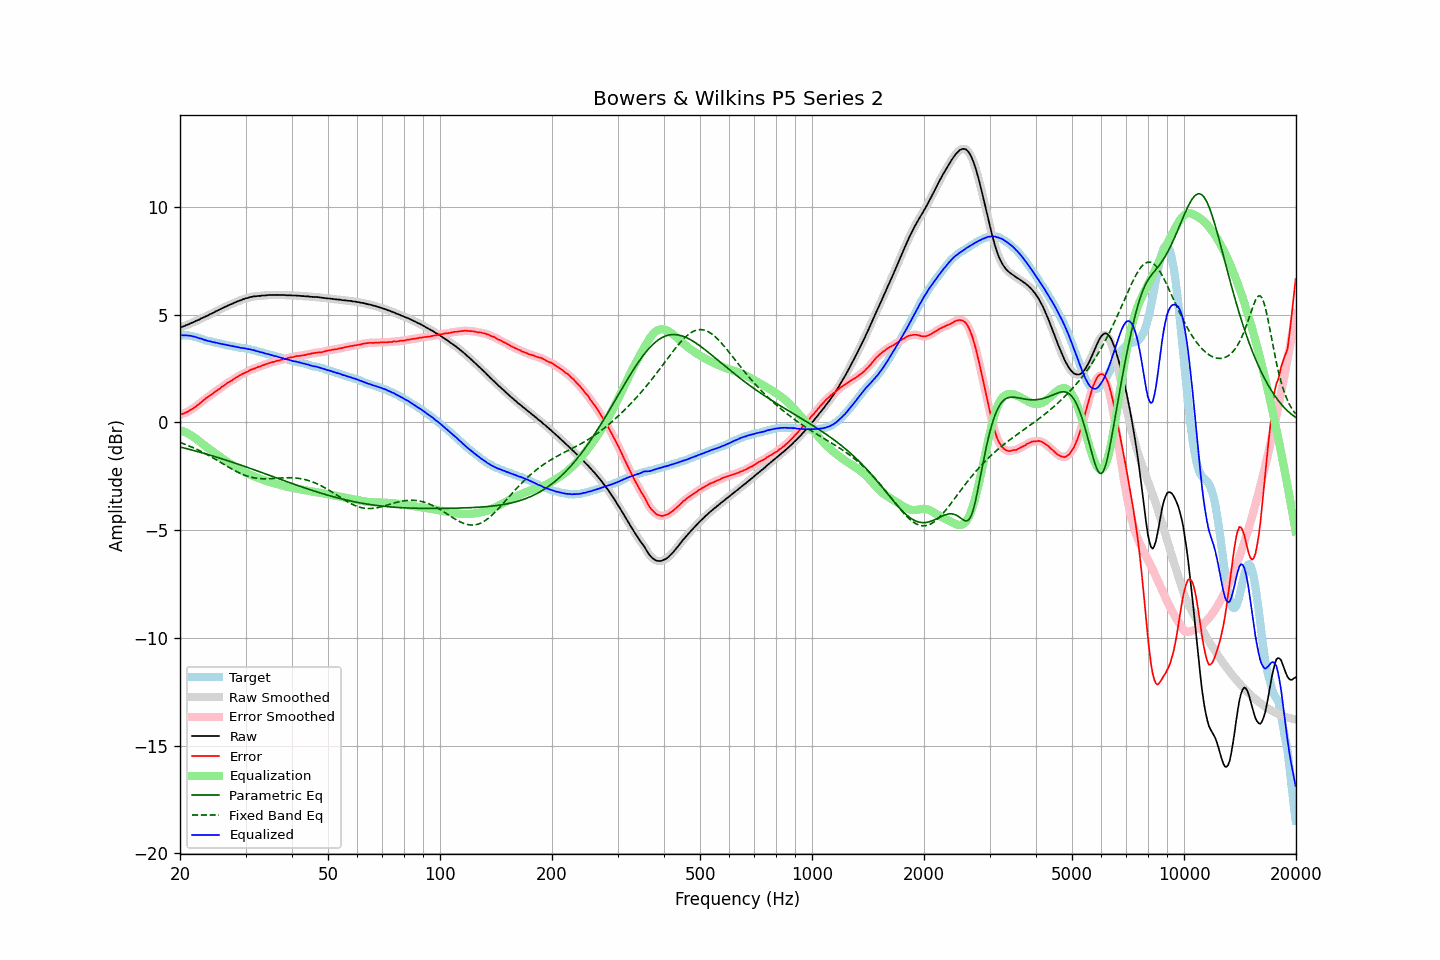 Bowers & Wilkins P5 Series 2
Amplitude (dBr)
10
5
0
−5
−10
−15
−20
Target
Raw Smoothed
Error Smoothed
Raw
Error
Equalization
Parametric Eq
Fixed Band Eq
Equalized
20 50 100 200 500 1000 2000 5000 10000 20000
Frequency (Hz)